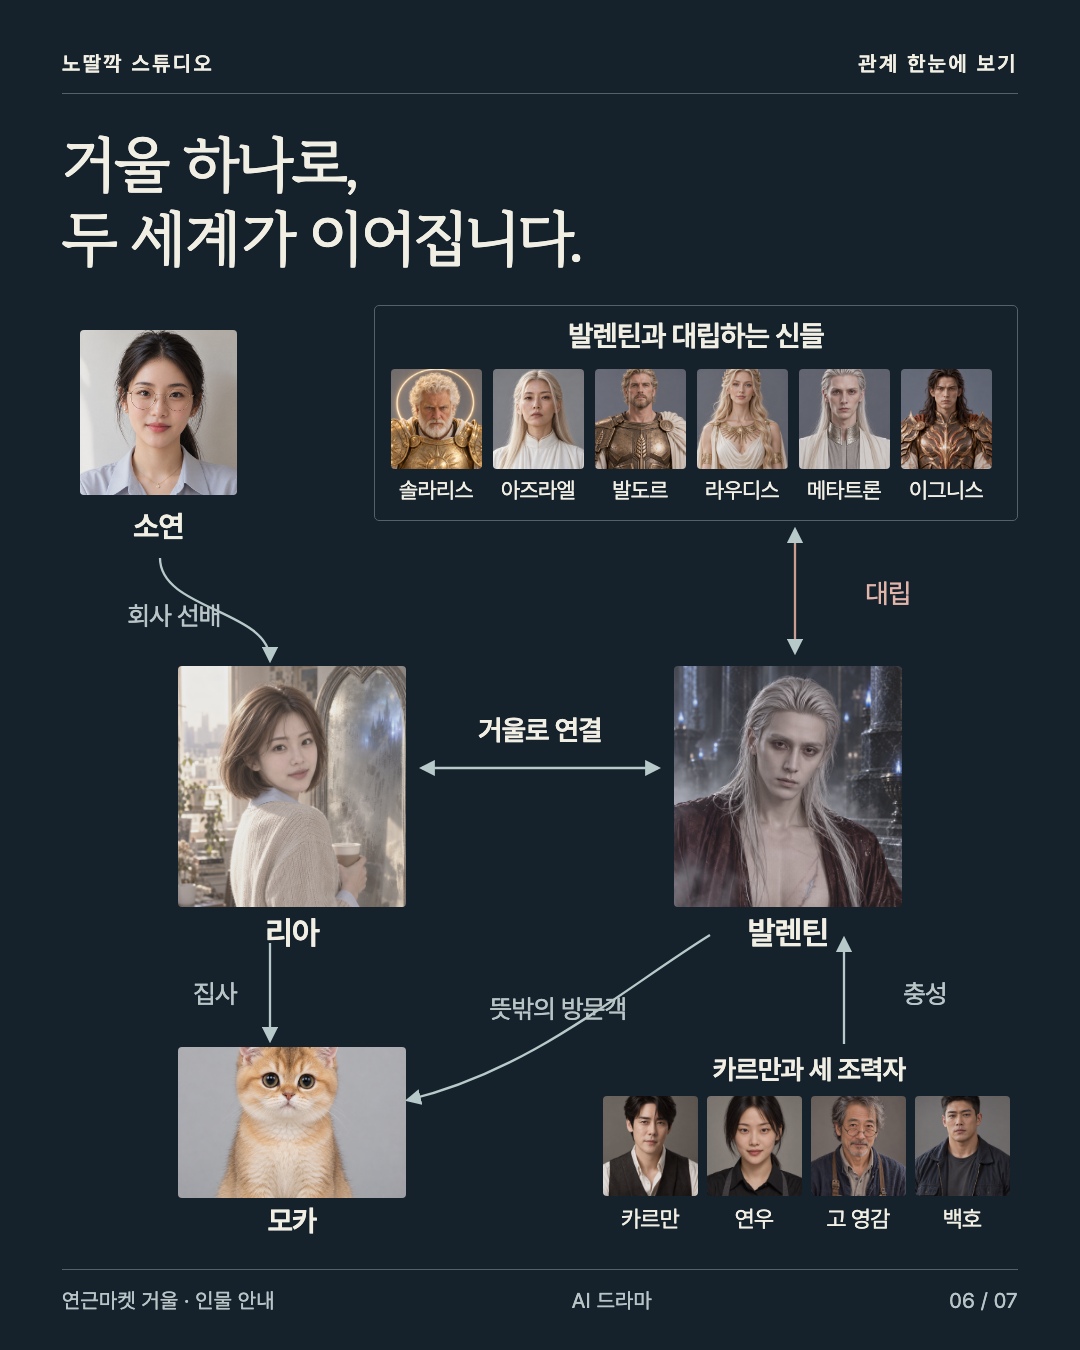 노딸깍 스튜디오
관계 한눈에 보기
거울 하나로,
두 세계가 이어집니다.
발렌틴과 대립하는 신들
솔라리스
아즈라엘
발도르
라우디스
메타트론
이그니스
소연
회사 선배
대립
거울로 연결
리아
발렌틴
집사
뜻밖의 방문객
충성
카르만과 세 조력자
모카
카르만
연우
고 영감
백호
연근마켓 거울 · 인물 안내
AI 드라마
06 / 07